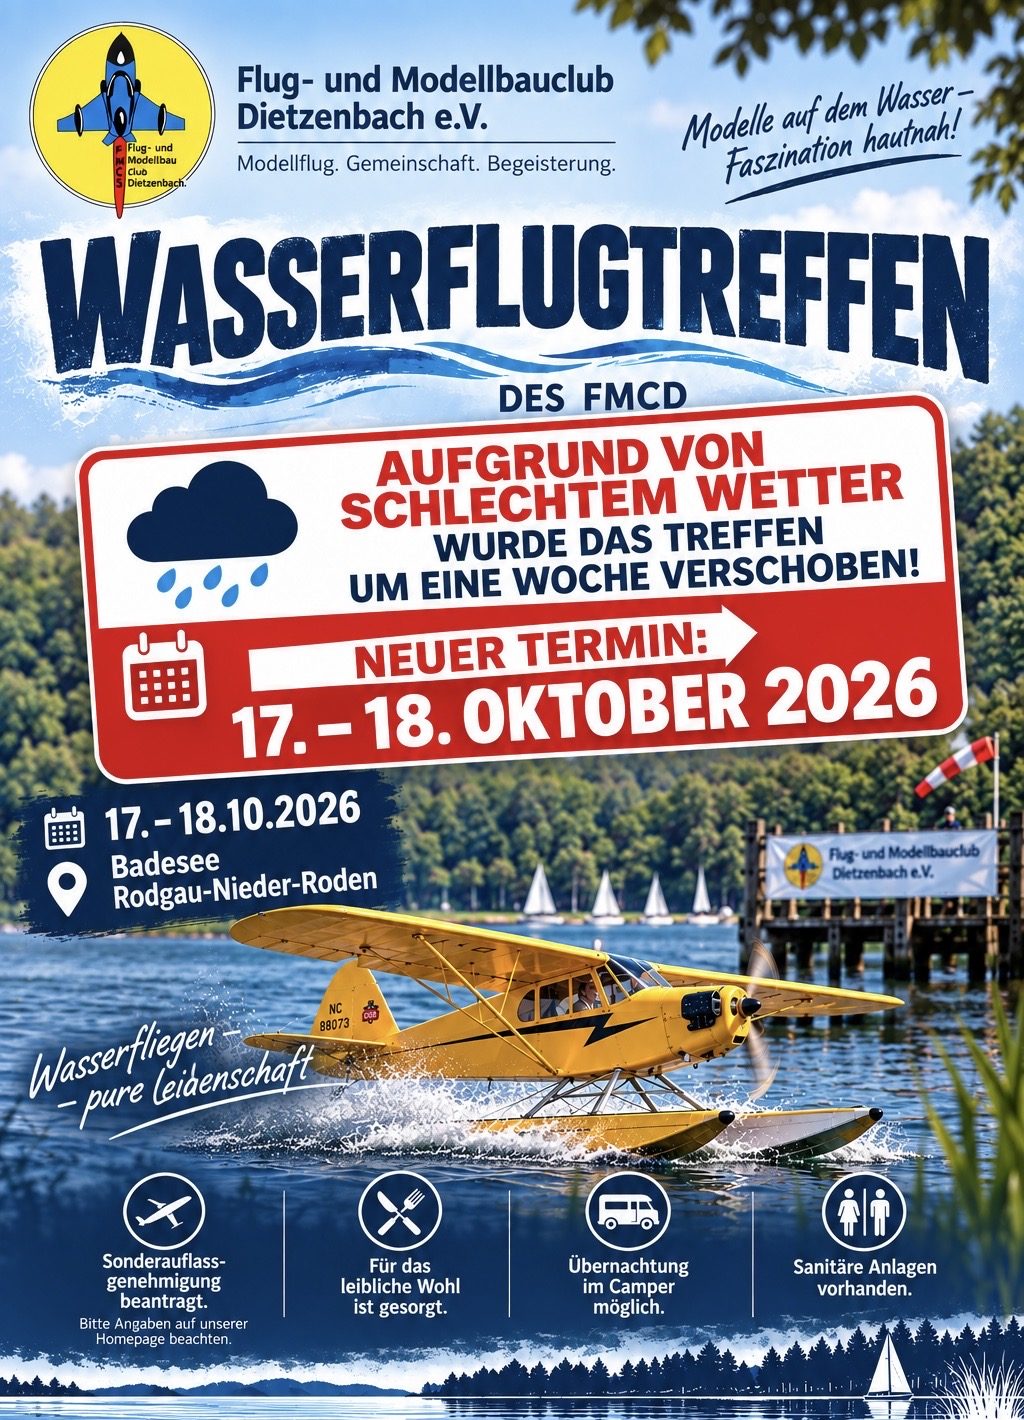 Flug- und Modellbauclub
Dietzenbach e.V.
Modellflug. Gemeinschaft. Begeisterung.
Flug- und
Modellbau
Club
Dietzenbach.
FMCS
Modelle auf dem Wasser –
Faszination hautnah!
WASSERFLUGTREFFEN
DES FMCD
AUFGRUND VON
SCHLECHTEM WETTER
WURDE DAS TREFFEN
UM EINE WOCHE VERSCHOBEN!
NEUER TERMIN:
17. – 18. OKTOBER 2026
17. – 18.10.2026
Badesee
Rodgau-Nieder-Roden
Flug- und Modellbauclub
Dietzenbach e.V.
NC
88073
Wasserfliegen –
– pure leidenschaft
Sonderauflass-
genehmigung
beantragt.
Bitte Angaben auf unserer
Homepage beachten.
Für das
leibliche Wohl
ist gesorgt.
Übernachtung
im Camper
möglich.
Sanitäre Anlagen
vorhanden.